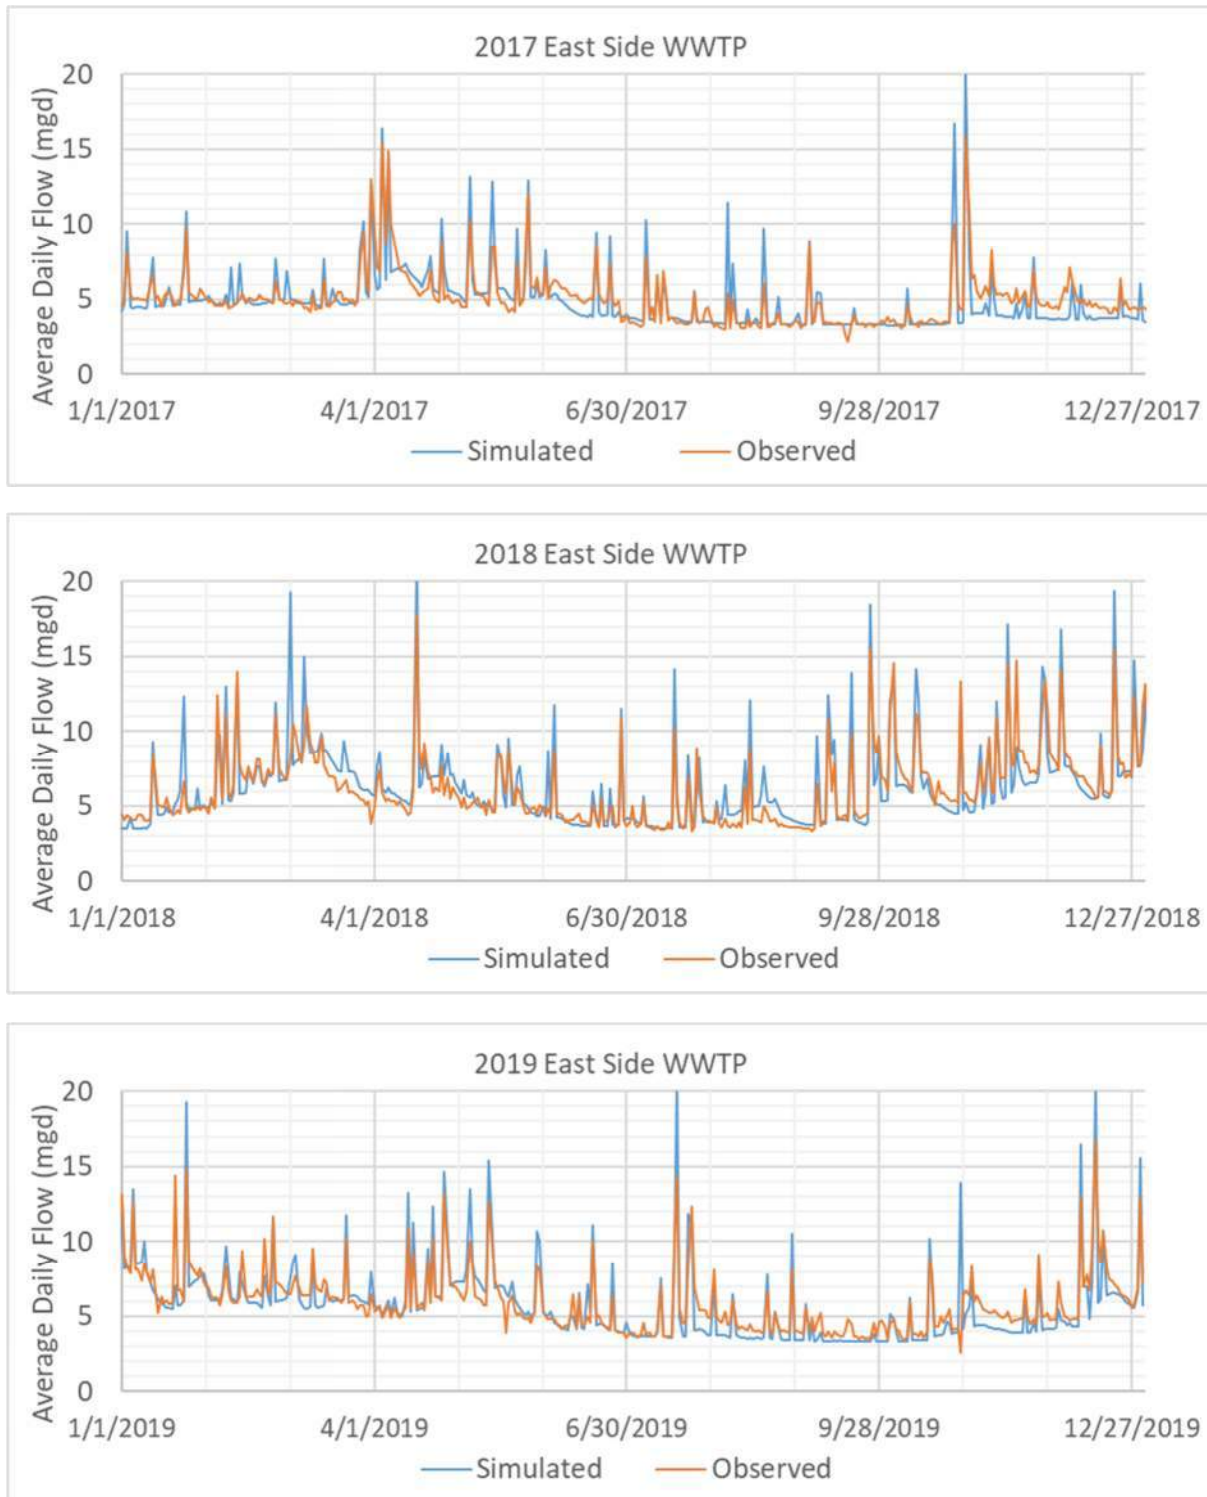 2017 East Side WWTP
Average Daily Flow (mgd)
20
15
10
5
0
1/1/2017 4/1/2017 6/30/2017 9/28/2017 12/27/2017
Simulated Observed
2018 East Side WWTP
Average Daily Flow (mgd)
20
15
10
5
0
1/1/2018 4/1/2018 6/30/2018 9/28/2018 12/27/2018
Simulated Observed
2019 East Side WWTP
Average Daily Flow (mgd)
20
15
10
5
0
1/1/2019 4/1/2019 6/30/2019 9/28/2019 12/27/2019
Simulated Observed